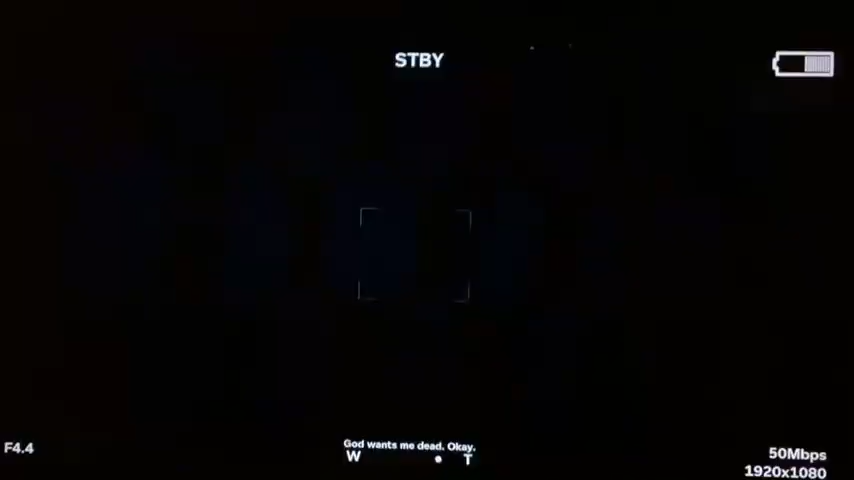 STBY
F4.4
God wants me dead. Okay.
W T
50Mbps
1920x1080